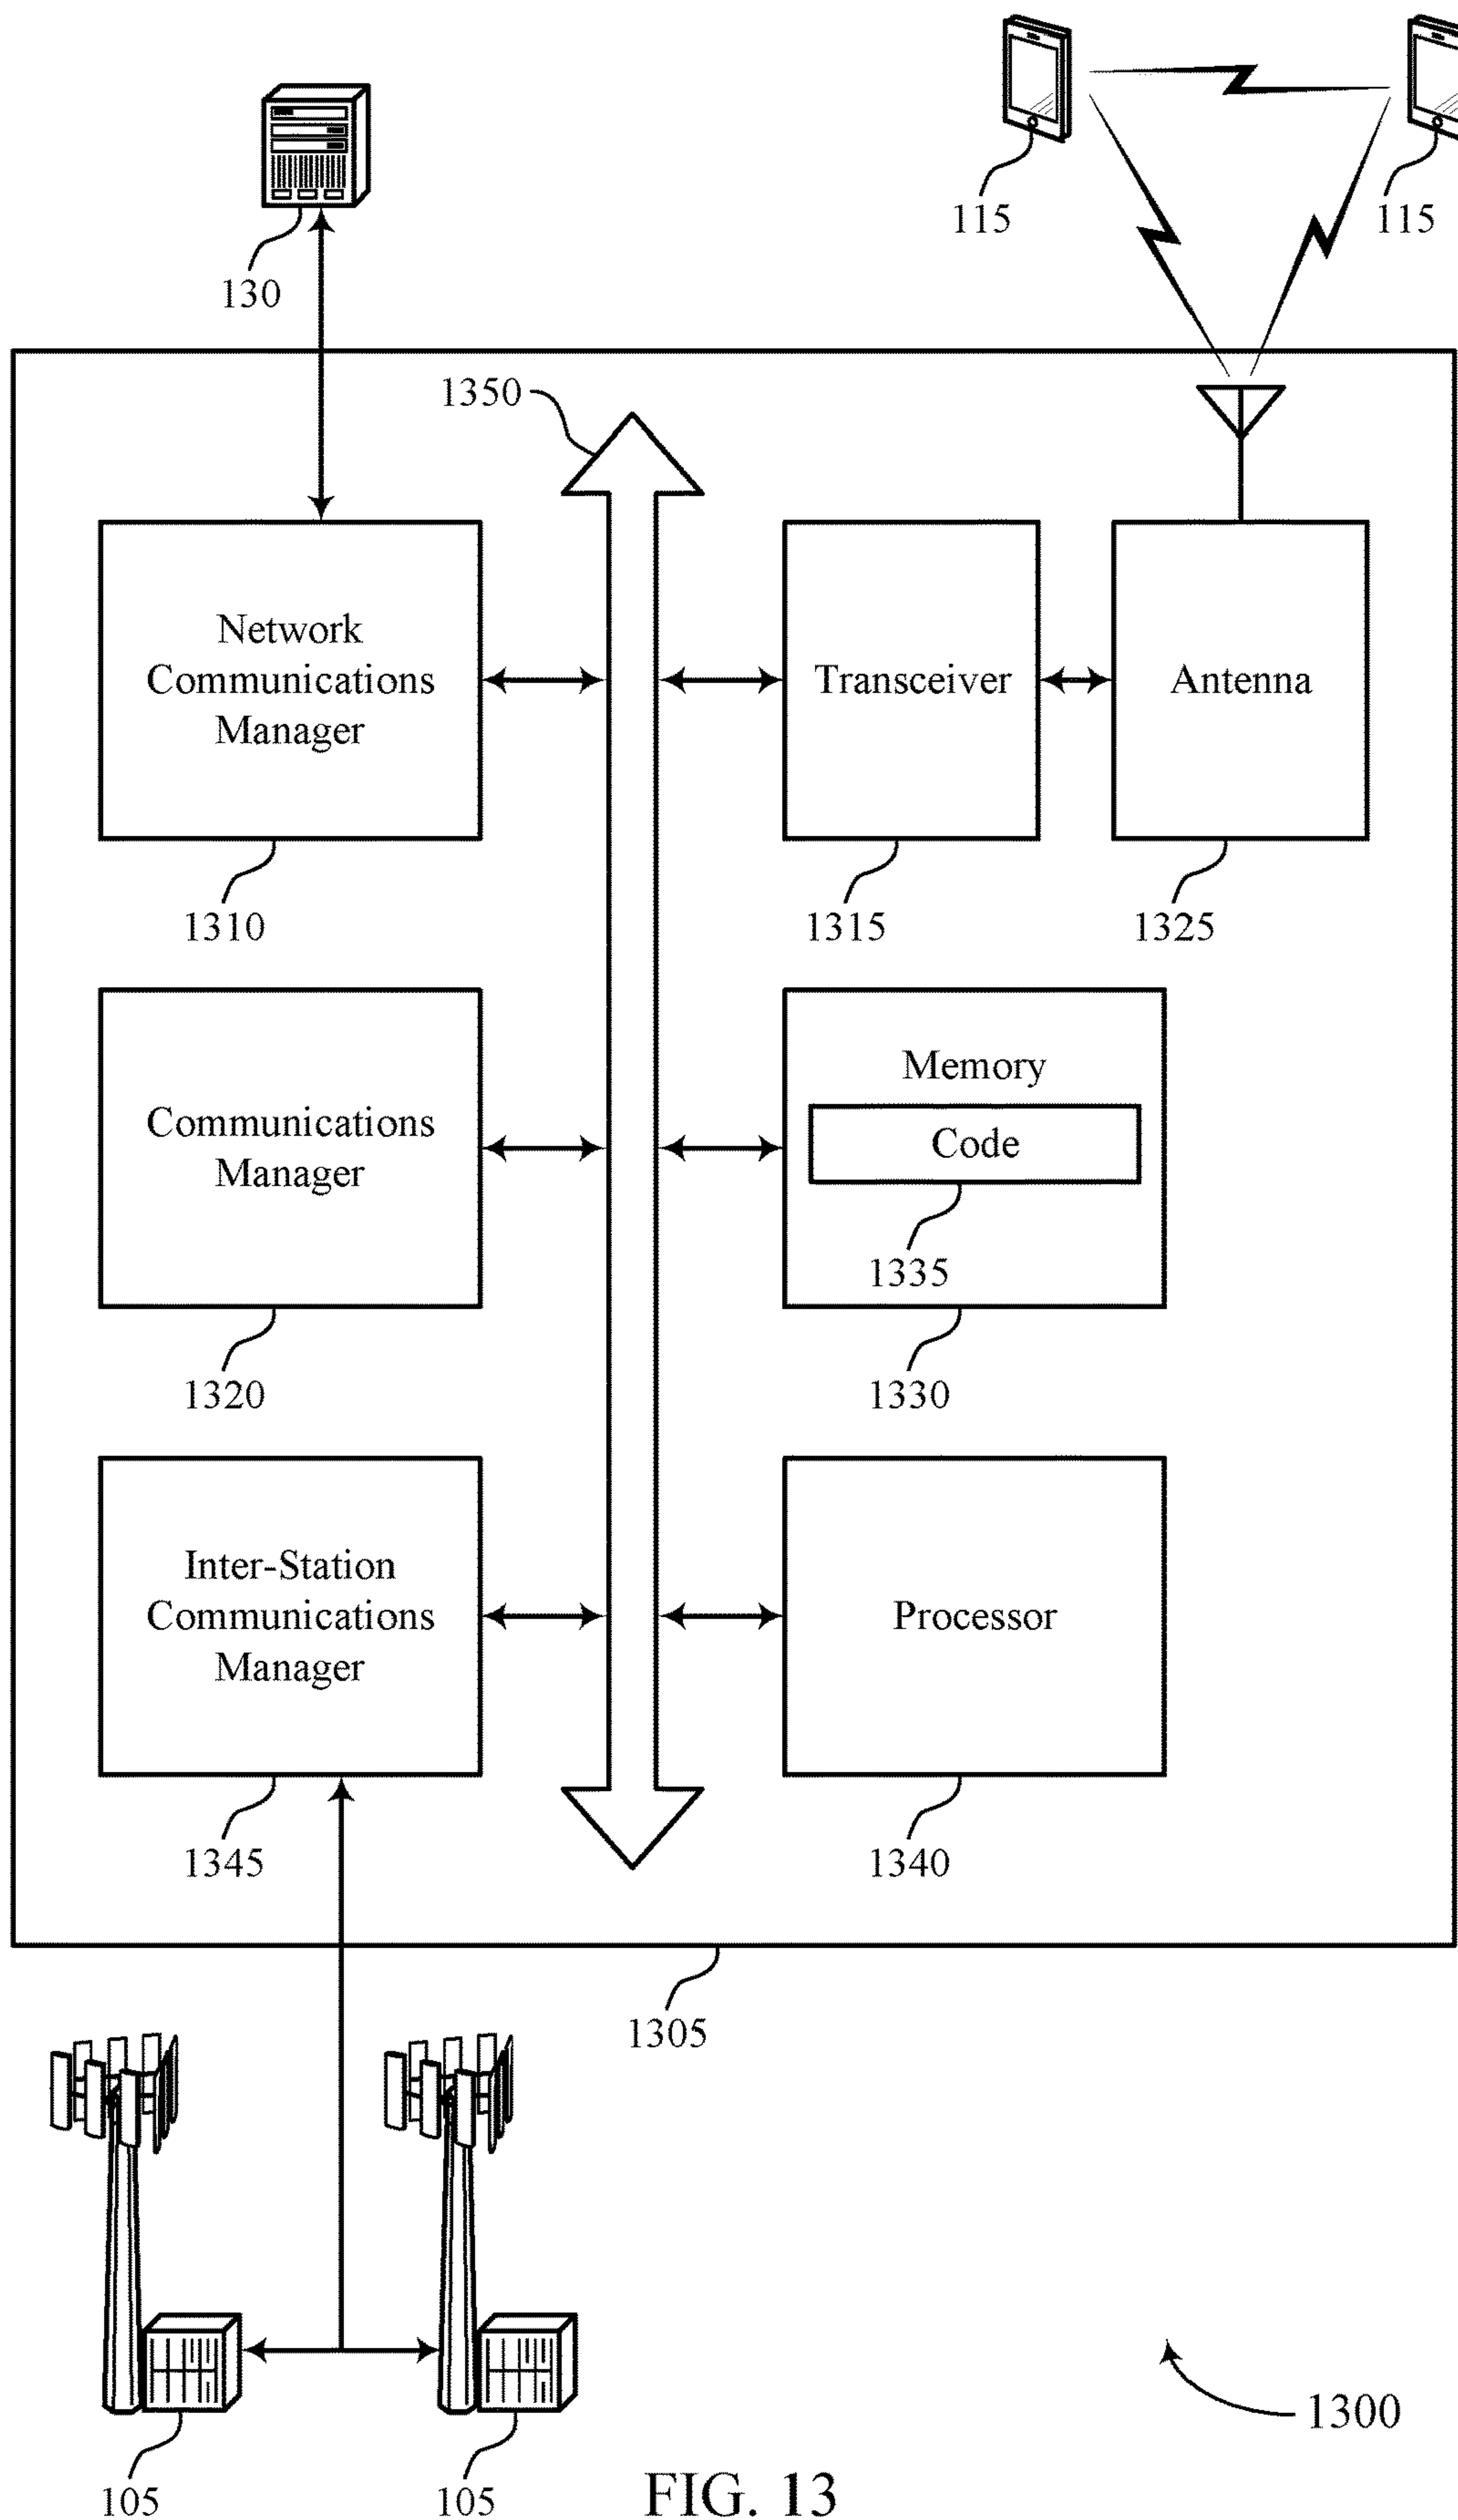 115
115
130
1350
Network
Communications
Manager
Transceiver
Antenna
1310
1315
1325
Communications
Manager
Memory
Code
1335
1320
1330
Inter-Station
Communications
Manager
Processor
1345
1340
1305
1300
105
105
FIG. 13